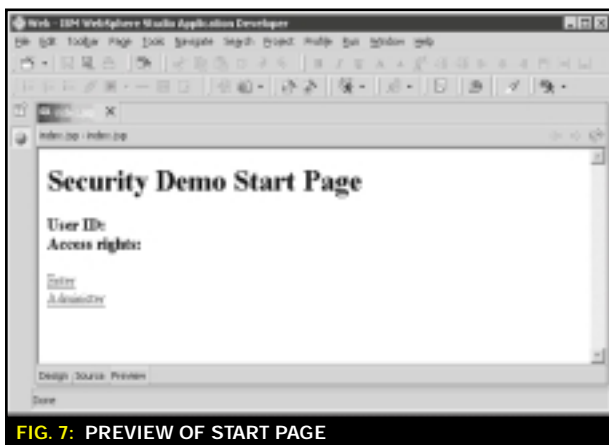 Web - IBM WebSphere Studio Application Developer
File Edit Toolbar Page Tools Navigate Search Project Profile Run Window Help
index.jsp - index.jsp
Security Demo Start Page
User ID:
Access rights:
Enter
Administer
Design Source Preview
Done
FIG. 7: PREVIEW OF START PAGE